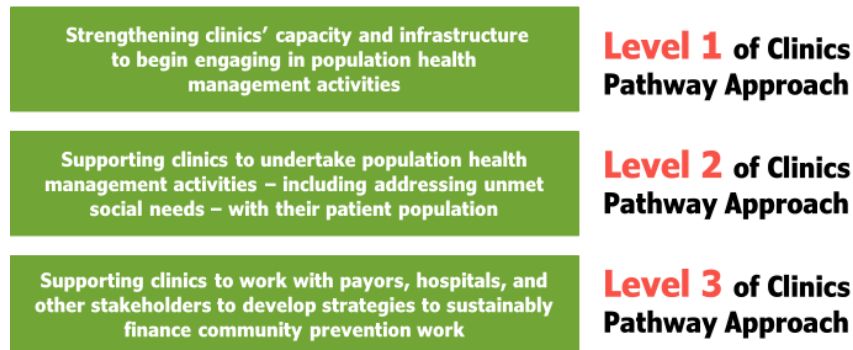 Strengthening clinics’ capacity and infrastructure
to begin engaging in population health
management activities
Level 1 of Clinics
Pathway Approach
Supporting clinics to undertake population health
management activities – including addressing unmet
social needs – with their patient population
Level 2 of Clinics
Pathway Approach
Supporting clinics to work with payors, hospitals, and
other stakeholders to develop strategies to sustainably
finance community prevention work
Level 3 of Clinics
Pathway Approach